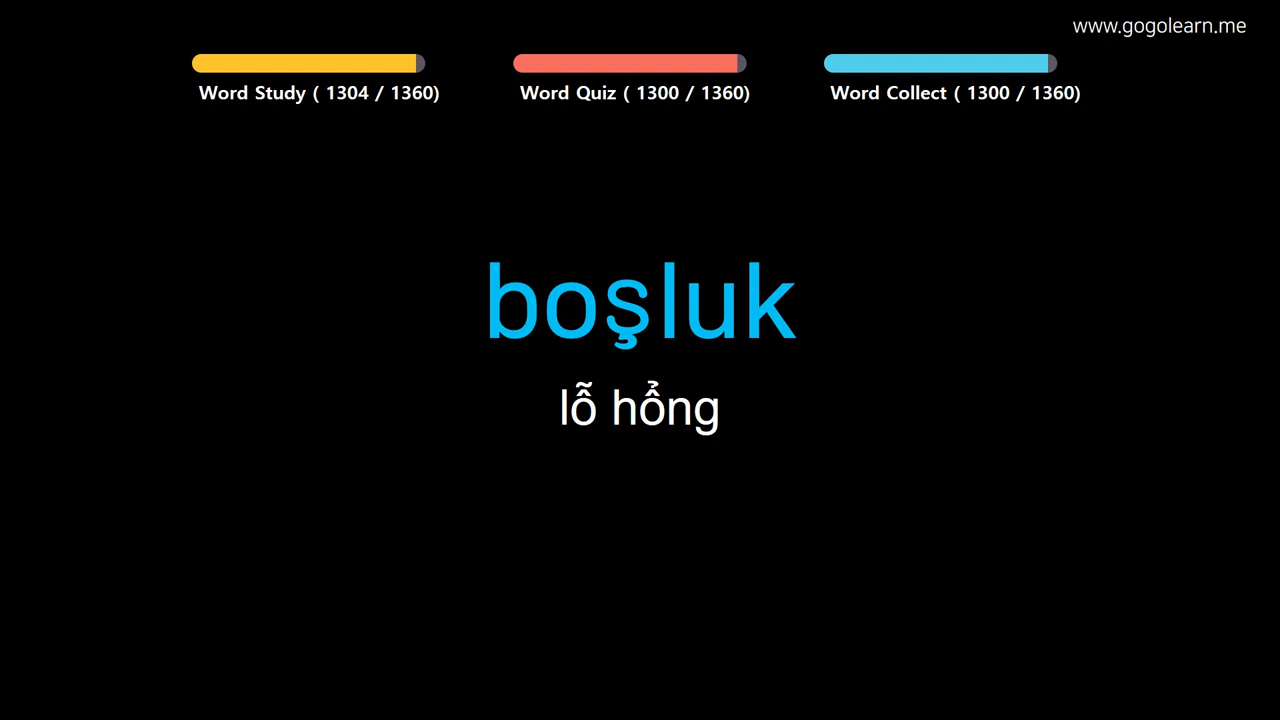 www.gogolearn.me
Word Study ( 1304 / 1360)
Word Quiz ( 1300 / 1360)
Word Collect ( 1300 / 1360)
boşluk
lỗ hổng